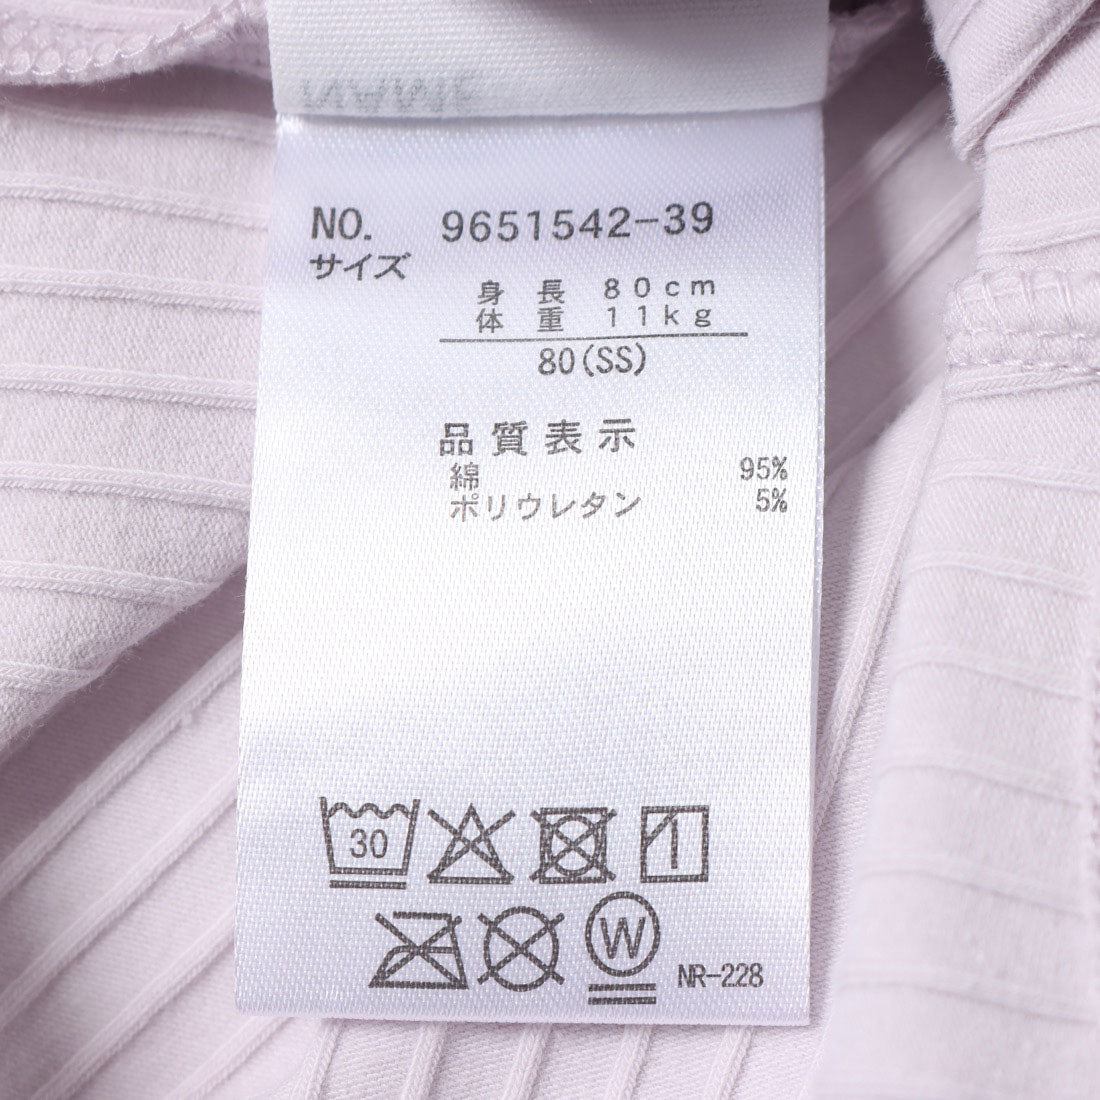 NAME
NO. 9651542-39
サイズ
身長 80cm
体重 11kg
80(SS)
品質表示
綿 95%
ポリウレタン 5%
30
W
NR-228